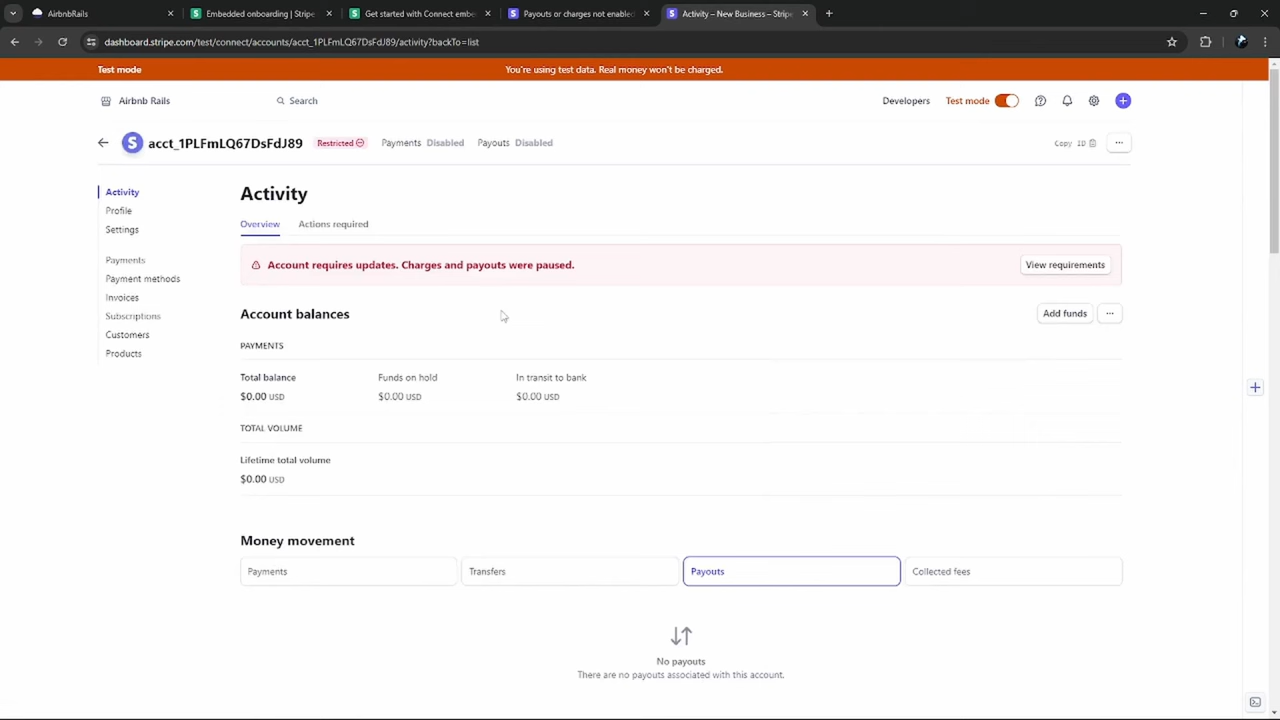 AirbnbRails
Embedded onboarding | Stripe
Get started with Connect embe
Payouts or charges not enabled
Activity – New Business – Stripe
dashboard.stripe.com/test/connect/accounts/acct_1PLFmLQ67DsFdJ89/activity?backTo=list
Test mode
You're using test data. Real money won't be charged.
Airbnb Rails
Search
Developers
Test mode
acct_1PLFmLQ67DsFdJ89
Restricted
Payments Disabled
Payouts Disabled
Copy ID
Activity
Profile
Settings
Payments
Payment methods
Invoices
Subscriptions
Customers
Products
Activity
Overview
Actions required
Account requires updates. Charges and payouts were paused.
View requirements
Account balances
Add funds
PAYMENTS
Total balance
Funds on hold
In transit to bank
$0.00 USD
$0.00 USD
$0.00 USD
TOTAL VOLUME
Lifetime total volume
$0.00 USD
Money movement
Payments
Transfers
Payouts
Collected fees
No payouts
There are no payouts associated with this account.